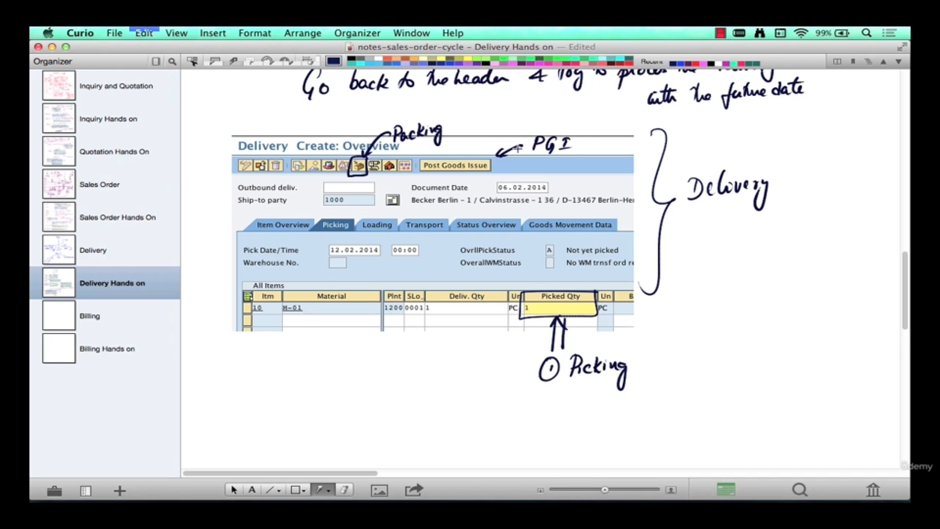 Curio File Edit View Insert Format Arrange Organizer Window Help 99%
notes-sales-order-cycle – Delivery Hands on — Edited
Organizer
Inquiry and Quotation
Inquiry Hands on
Quotation Hands On
Sales Order
Sales Order Hands On
Delivery
Delivery Hands on
Billing
Billing Hands on
Go back to the header & log to
with the future date
Packing
PGI
Delivery Create: Overview
Post Goods Issue
Outbound deliv. Document Date 06.02.2014
Ship-to party 1000 Becker Berlin - 1 / Calvinstrasse - 1 36 / D-13467 Berlin-Her
Item Overview Picking Loading Transport Status Overview Goods Movement Data
Pick Date/Time 12.02.2014 00:00 OvrllPickStatus A Not yet picked
Warehouse No. OverallWMStatus No WM trnsf ord re
All Items
Itm Material Plnt SLo. Deliv. Qty Un Picked Qty Un B
10 M-01 1200 0001 1 PC 1 PC
Delivery
1 Picking
ûdemy